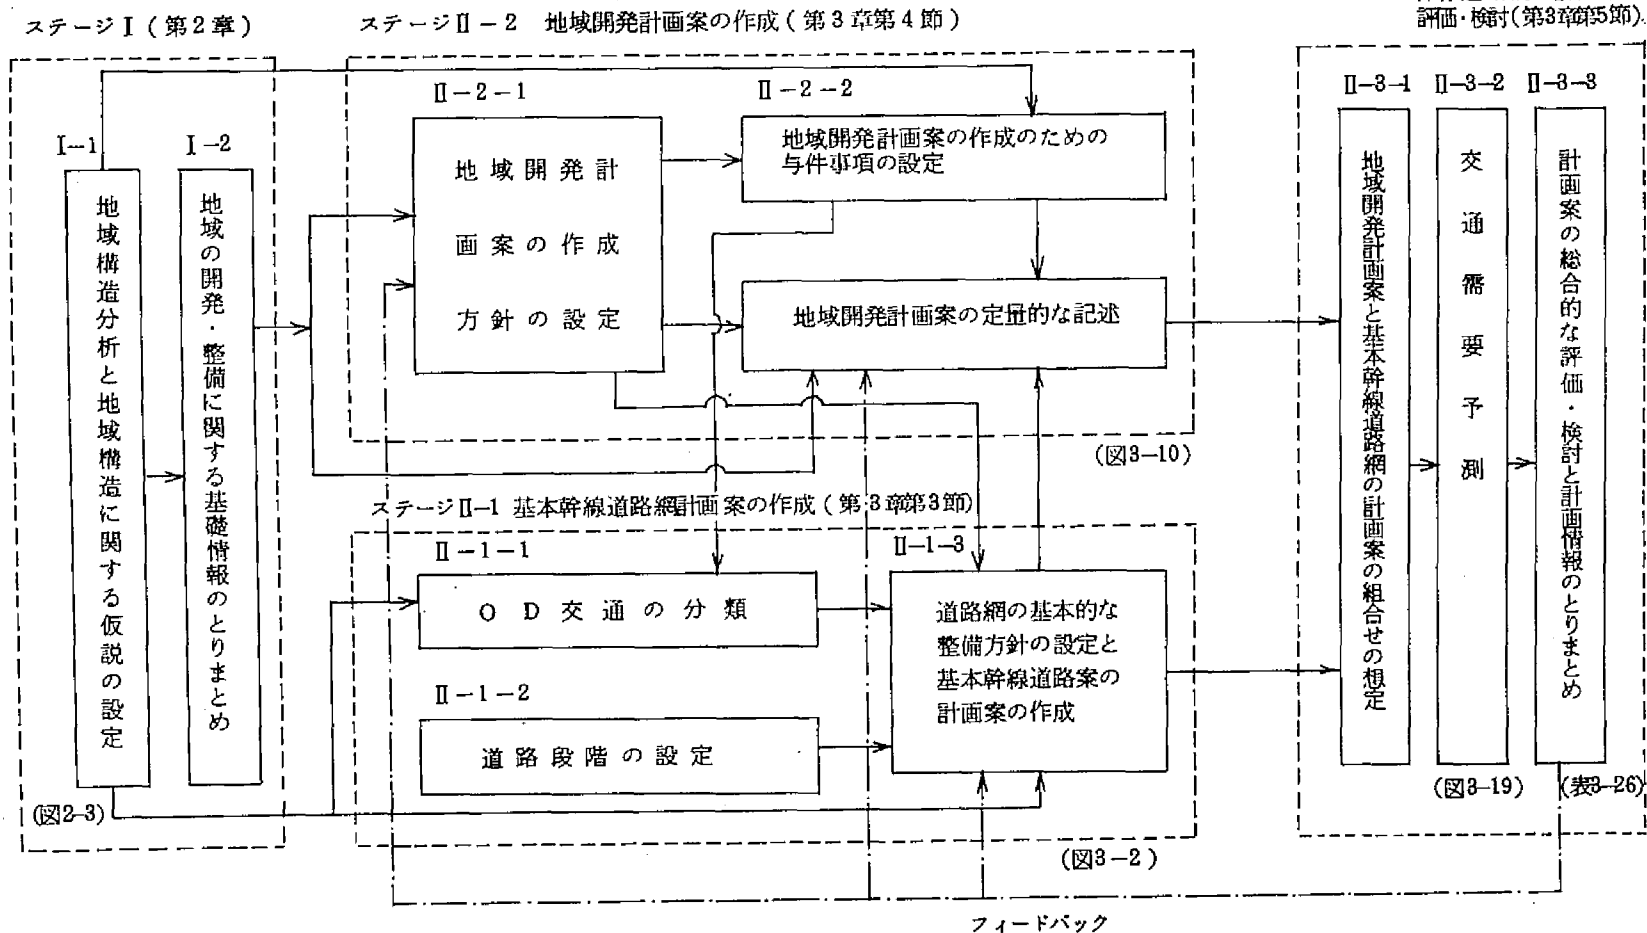 ステージⅠ(第2章)
Ⅰ-1
地域構造分析と地域構造に関する仮説の設定
Ⅰ-2
地域の開発・整備に関する基礎情報のとりまとめ
(図2-3)
ステージⅡ-2 地域開発計画案の作成(第3章第4節)
Ⅱ-2-1
地域開発計
画案の作成
方針の設定
Ⅱ-2-2
地域開発計画案の作成のための
与件事項の設定
地域開発計画案の定量的な記述
(図3-10)
ステージⅡ-1 基本幹線道路網計画案の作成(第3章第3節)
Ⅱ-1-1
OD交通の分類
Ⅱ-1-2
道路段階の設定
Ⅱ-1-3
道路網の基本的な
整備方針の設定と
基本幹線道路案の
計画案の作成
(図3-2)
評価・検討(第3章第5節)
Ⅱ-3-1
地域開発計画案と基本幹線道路網の計画案の組合せの想定
Ⅱ-3-2
交通需要予測
(図3-19)
Ⅱ-3-3
計画案の総合的な評価・検討と計画情報のとりまとめ
(表3-26)
フィードバック